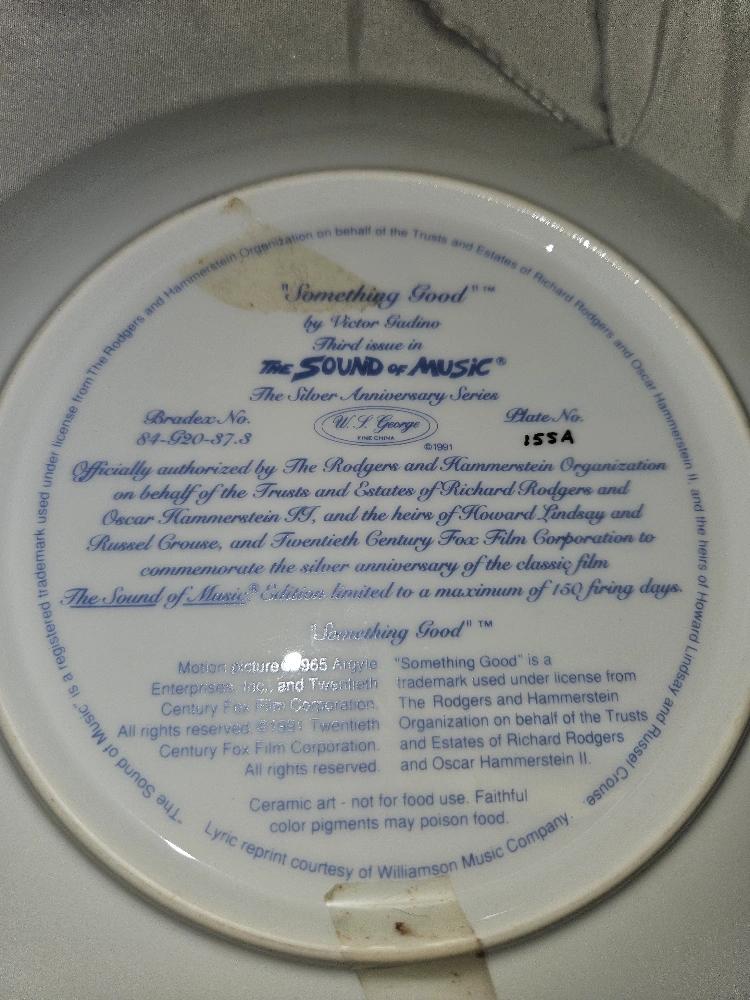 "Something Good"™
by Victor Gadino
Third issue in
THE SOUND OF MUSIC®
The Silver Anniversary Series
Bradex No.
84-G20-37.3
W. S. George
FINE CHINA
©1991
Plate No.
155A
Officially authorized by The Rodgers and Hammerstein Organization
on behalf of the Trusts and Estates of Richard Rodgers and
Oscar Hammerstein II, and the heirs of Howard Lindsay and
Russel Crouse, and Twentieth Century Fox Film Corporation to
commemorate the silver anniversary of the classic film
The Sound of Music® Edition limited to a maximum of 150 firing days.
"Something Good"™
Motion picture 1965 Argyle
Enterprises, Inc., and Twentieth
Century Fox Film Corporation.
All rights reserved. ©1991 Twentieth
Century Fox Film Corporation.
All rights reserved.
"Something Good" is a
trademark used under license from
The Rodgers and Hammerstein
Organization on behalf of the Trusts
and Estates of Richard Rodgers
and Oscar Hammerstein II.
Ceramic art - not for food use. Faithful
color pigments may poison food.
"The Sound of Music" is a registered trademark used under license from The Rodgers and Hammerstein Organization on behalf of the Trusts and Estates of Richard Rodgers and Oscar Hammerstein II, and the heirs of Howard Lindsay and Russel Crouse.
Lyric reprint courtesy of Williamson Music Company.